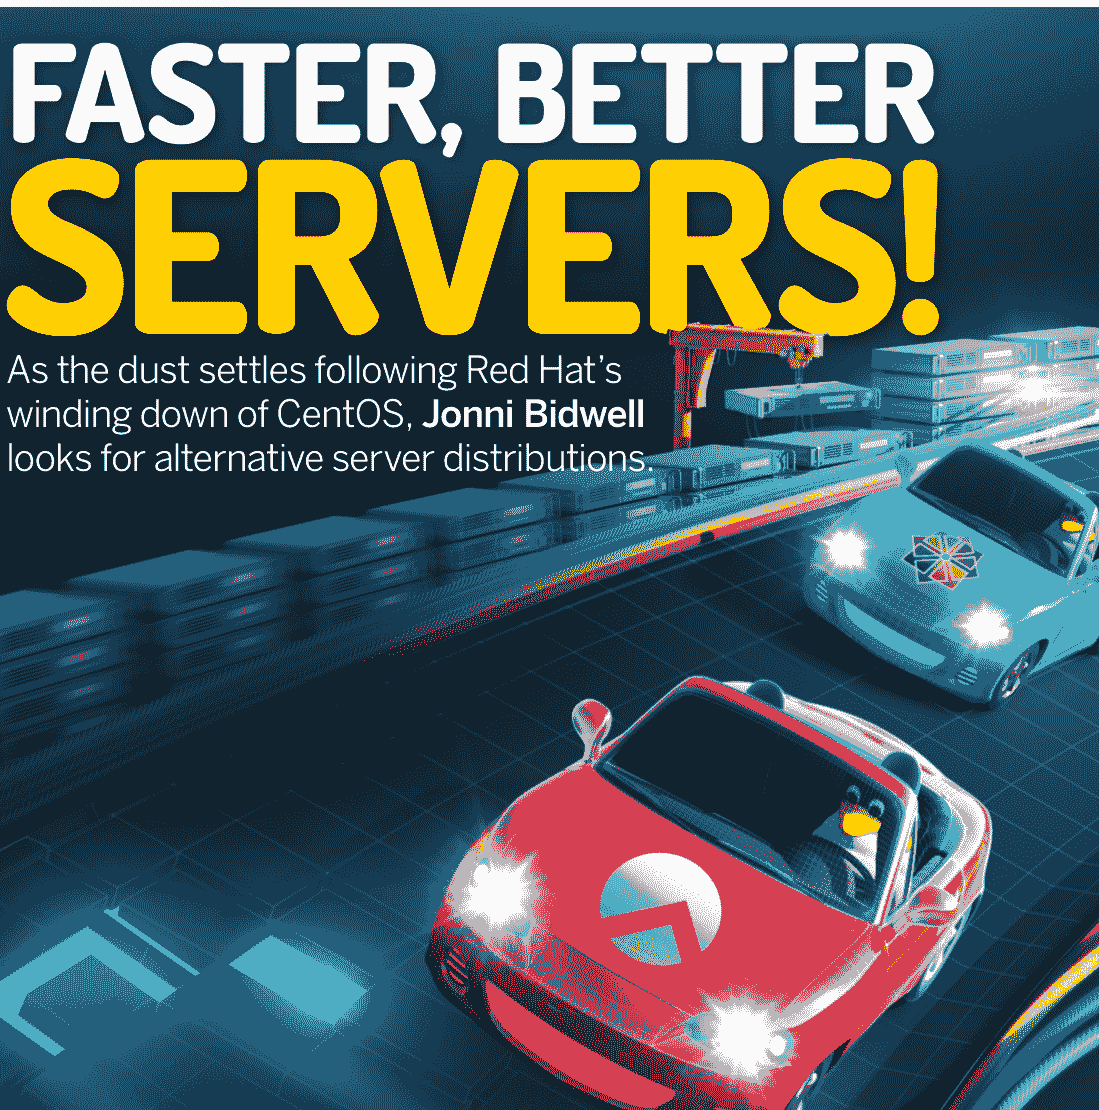 FASTER, BETTER
SERVERS!
As the dust settles following Red Hat’s
winding down of CentOS, Jonni Bidwell
looks for alternative server distributions.